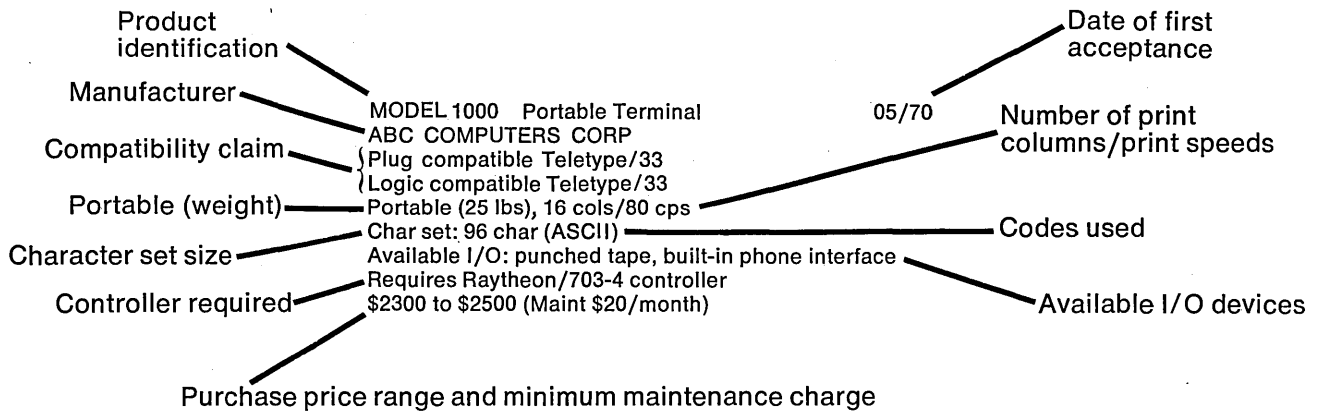 Product
identification
Date of first
acceptance
Manufacturer
MODEL 1000 Portable Terminal 05/70
Number of print
columns/print speeds
ABC COMPUTERS CORP
Compatibility claim
Plug compatible Teletype/33
Logic compatible Teletype/33
Portable (weight)
Portable (25 lbs), 16 cols/80 cps
Char set: 96 char (ASCII)
Codes used
Character set size
Available I/O: punched tape, built-in phone interface
Requires Raytheon/703-4 controller
Controller required
$2300 to $2500 (Maint $20/month)
Available I/O devices
Purchase price range and minimum maintenance charge